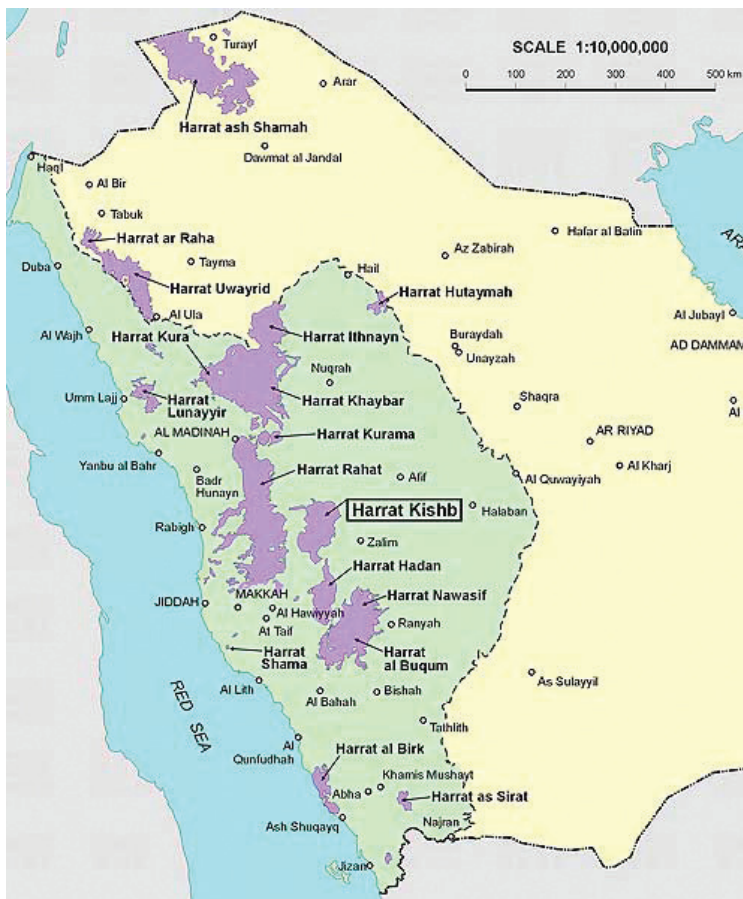 Turayf
SCALE 1:10,000,000
0 100 200 300 400 500 km
Arar
Harrat ash Shamah
Dawmat al Jandal
Haql
Al Bir
Tabuk
Harrat ar Raha
Hafar al Batin
Az Zabirah
Duba
Tayma
Hail
Harrat Uwayrid
Harrat Hutaymah
Al Ula
Al Jubayl
Al Wajh
Harrat Kura
Harrat Ithnayn
Buraydah
Unayzah
AD DAMMAM
Nuqrah
Umm Lajj
Harrat
Lunayyir
Harrat Khaybar
Shaqra
Al
AL MADINAH
Harrat Kurama
AR RIYAD
Yanbu al Bahr
Badr
Hunayn
Harrat Rahat
Afif
Al Quwayiyah
Al Kharj
Harrat Kishb
Halaban
Rabigh
Zalim
Harrat Hadan
JIDDAH
MAKKAH
Al Hawiyyah
Al Taif
Harrat Nawasif
Ranyah
Harrat
Shama
Harrat
al Buqum
As Sulayyil
Al Lith
Al Bahah
Bishah
RED SEA
Tathlith
Al
Qunfudhah
Harrat al Birk
Khamis Mushayt
Abha
Harrat as Sirat
Ash Shuqayq
Najran
Jizan